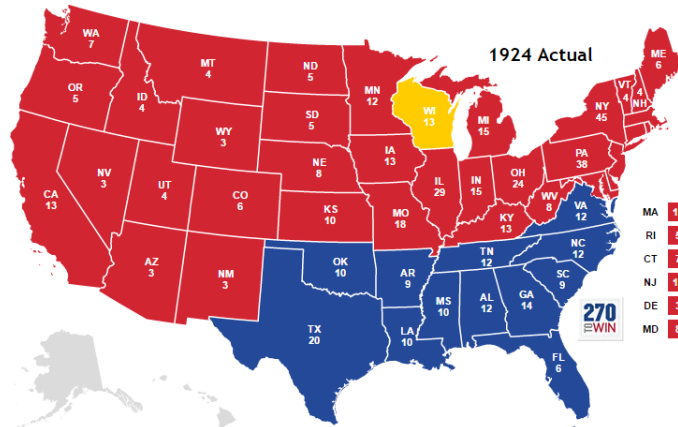 1924 Actual
WA
7
OR
5
CA
13
NV
3
ID
4
MT
4
WY
3
UT
4
AZ
3
CO
6
NM
3
ND
5
SD
5
NE
8
KS
10
OK
10
TX
20
MN
12
IA
13
MO
18
AR
9
LA
10
WI
13
IL
29
MI
15
IN
15
OH
24
KY
13
TN
12
MS
10
AL
12
GA
14
FL
6
SC
9
NC
12
VA
12
WV
8
PA
38
NY
45
VT
4
4
NH
ME
6
MA
RI
CT
NJ
DE
MD
270
TO WIN